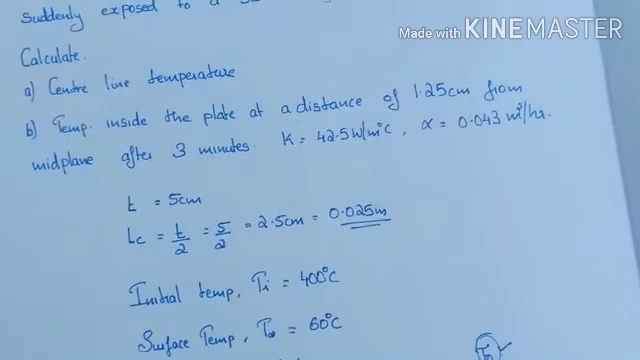 Made with KINEMASTER
suddenly exposed to a
Calculate.
a) Centre line temperature
b) Temp. inside the plate at a distance of 1.25cm from
midplane after 3 minutes. K = 42.5W/m°C, α = 0.043 m²/hr.
t = 5cm
Lc = t/2 = 5/2 = 2.5cm = 0.025m
Initial temp, Ti = 400°C
Surface Temp, T∞ = 60°C